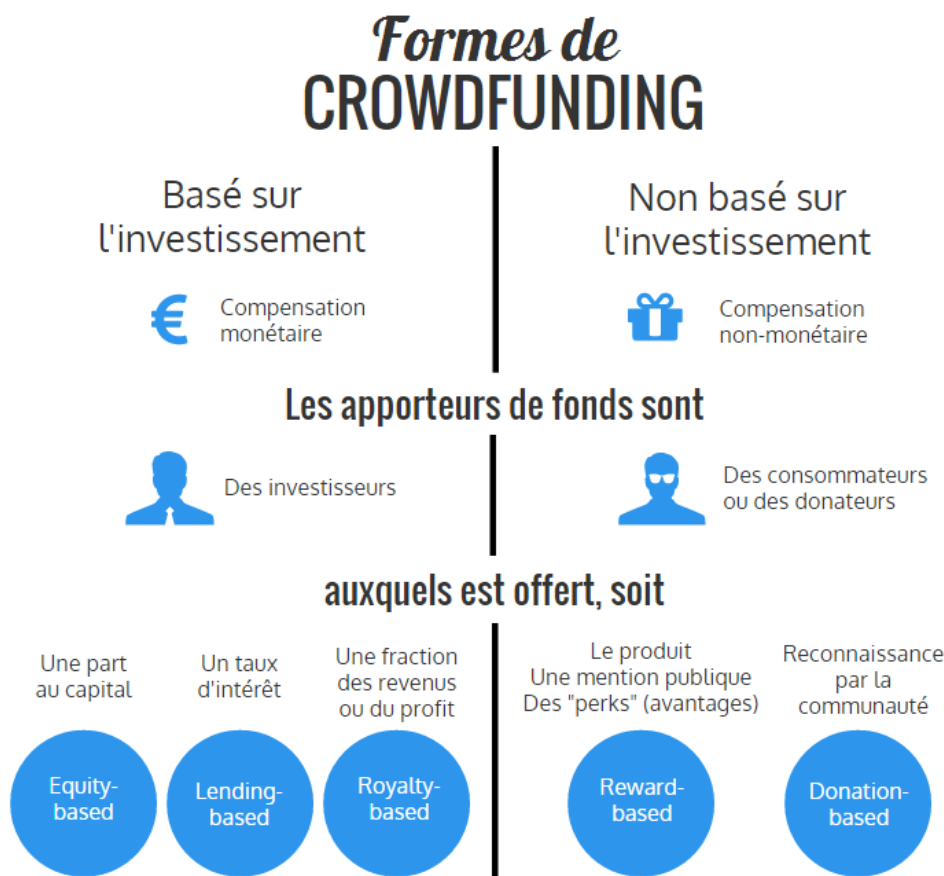 Formes de
CROWDFUNDING
Basé sur
l'investissement
Non basé sur
l'investissement
€ Compensation
monétaire
Compensation
non-monétaire
Les apporteurs de fonds sont
Des investisseurs
Des consommateurs
ou des donateurs
auxquels est offert, soit
Une part
au capital
Un taux
d'intérêt
Une fraction
des revenus
ou du profit
Le produit
Une mention publique
Des "perks" (avantages)
Reconnaissance
par la
communauté
Equity-
based
Lending-
based
Royalty-
based
Reward-
based
Donation-
based